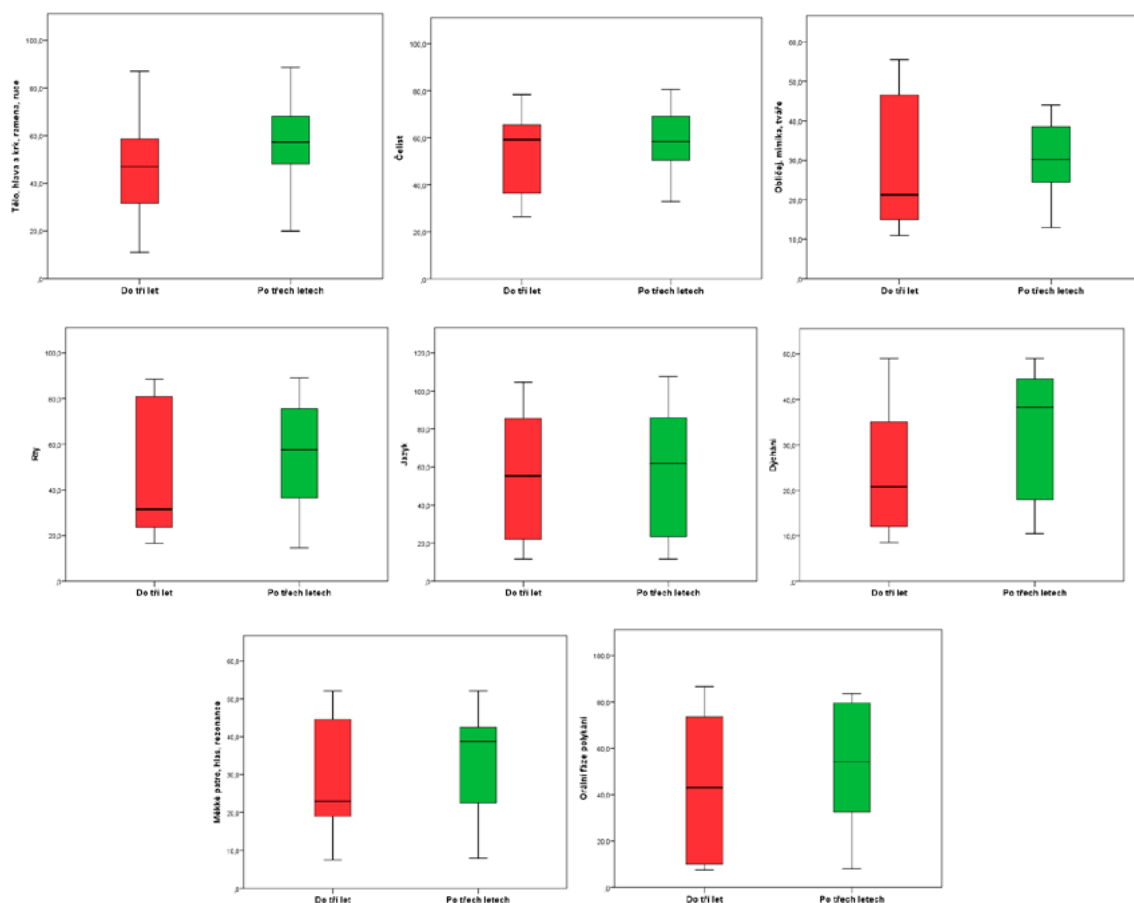 Tělo, hlava a krk, ramena, ruce
100,0
80,0
60,0
40,0
20,0
,0
Do tří let
Po třech letech
Čelist
100,0
80,0
60,0
40,0
20,0
,0
Do tří let
Po třech letech
Obličej, mimika, tváře
60,0
50,0
40,0
30,0
20,0
10,0
,0
Do tří let
Po třech letech
Rty
100,0
80,0
60,0
40,0
20,0
,0
Do tří let
Po třech letech
Jazyk
120,0
100,0
80,0
60,0
40,0
20,0
,0
Do tří let
Po třech letech
Dýchání
50,0
40,0
30,0
20,0
10,0
,0
Do tří let
Po třech letech
Měkké patro, hlas, rezonance
60,0
50,0
40,0
30,0
20,0
10,0
,0
Do tří let
Po třech letech
Orální fáze polykání
100,0
80,0
60,0
40,0
20,0
,0
Do tří let
Po třech letech